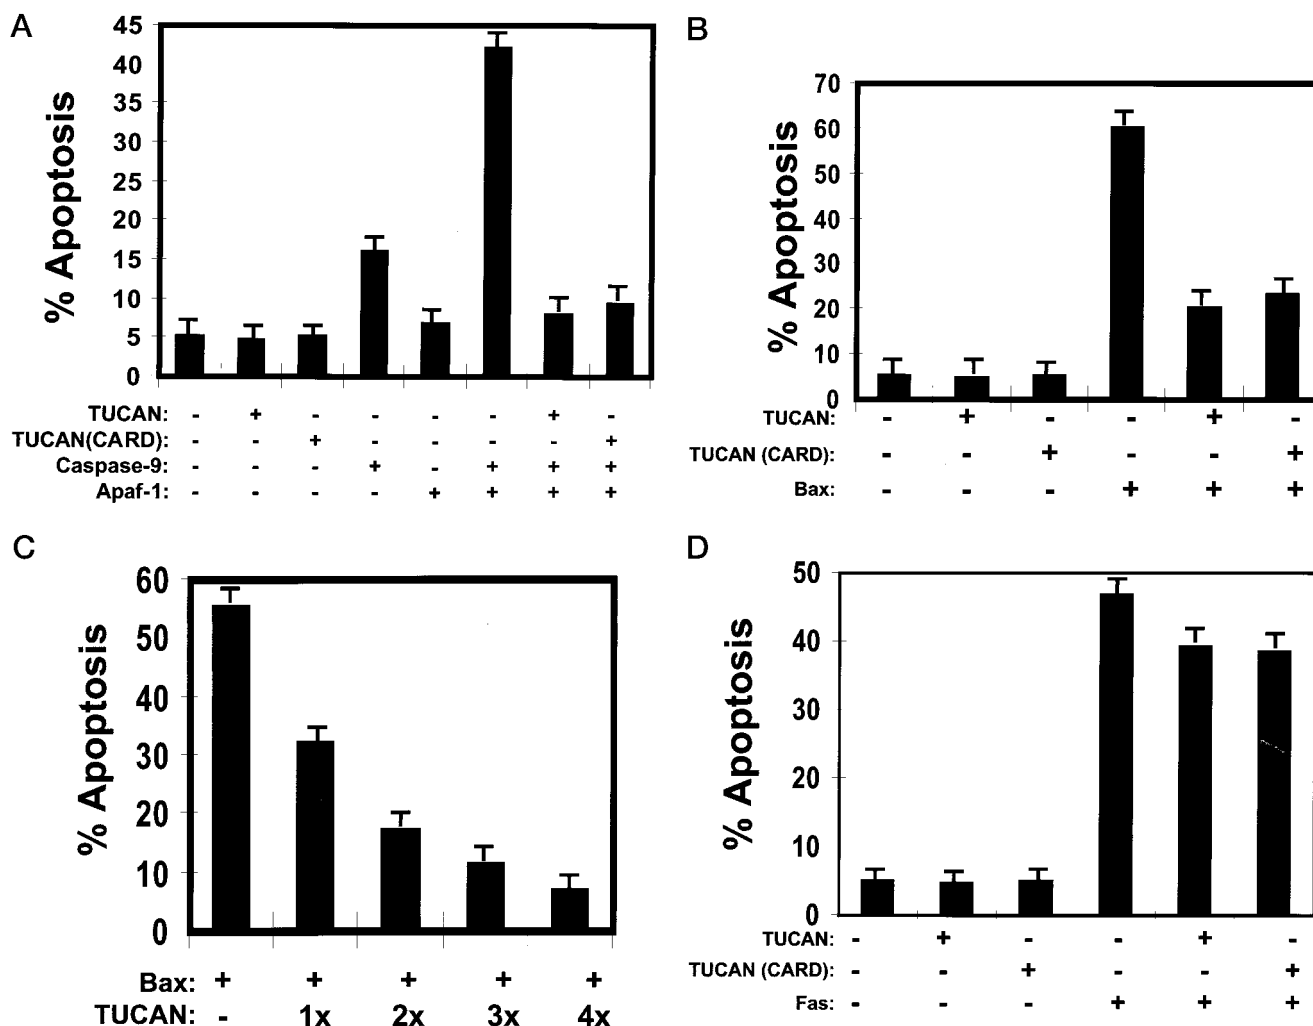 A
% Apoptosis
45
40
35
30
25
20
15
10
5
0
TUCAN: - + - - - - + -
TUCAN(CARD): - - + - - - - +
Caspase-9: - - - + - + + +
Apaf-1: - - - - + + + +
B
% Apoptosis
70
60
50
40
30
20
10
0
TUCAN: - + - - + -
TUCAN (CARD): - - + - - +
Bax: - - - + + +
C
% Apoptosis
60
50
40
30
20
10
0
Bax: + + + + +
TUCAN: - 1x 2x 3x 4x
D
% Apoptosis
50
40
30
20
10
0
TUCAN: - + - - + -
TUCAN (CARD): - - + - - +
Fas: - - - + + +